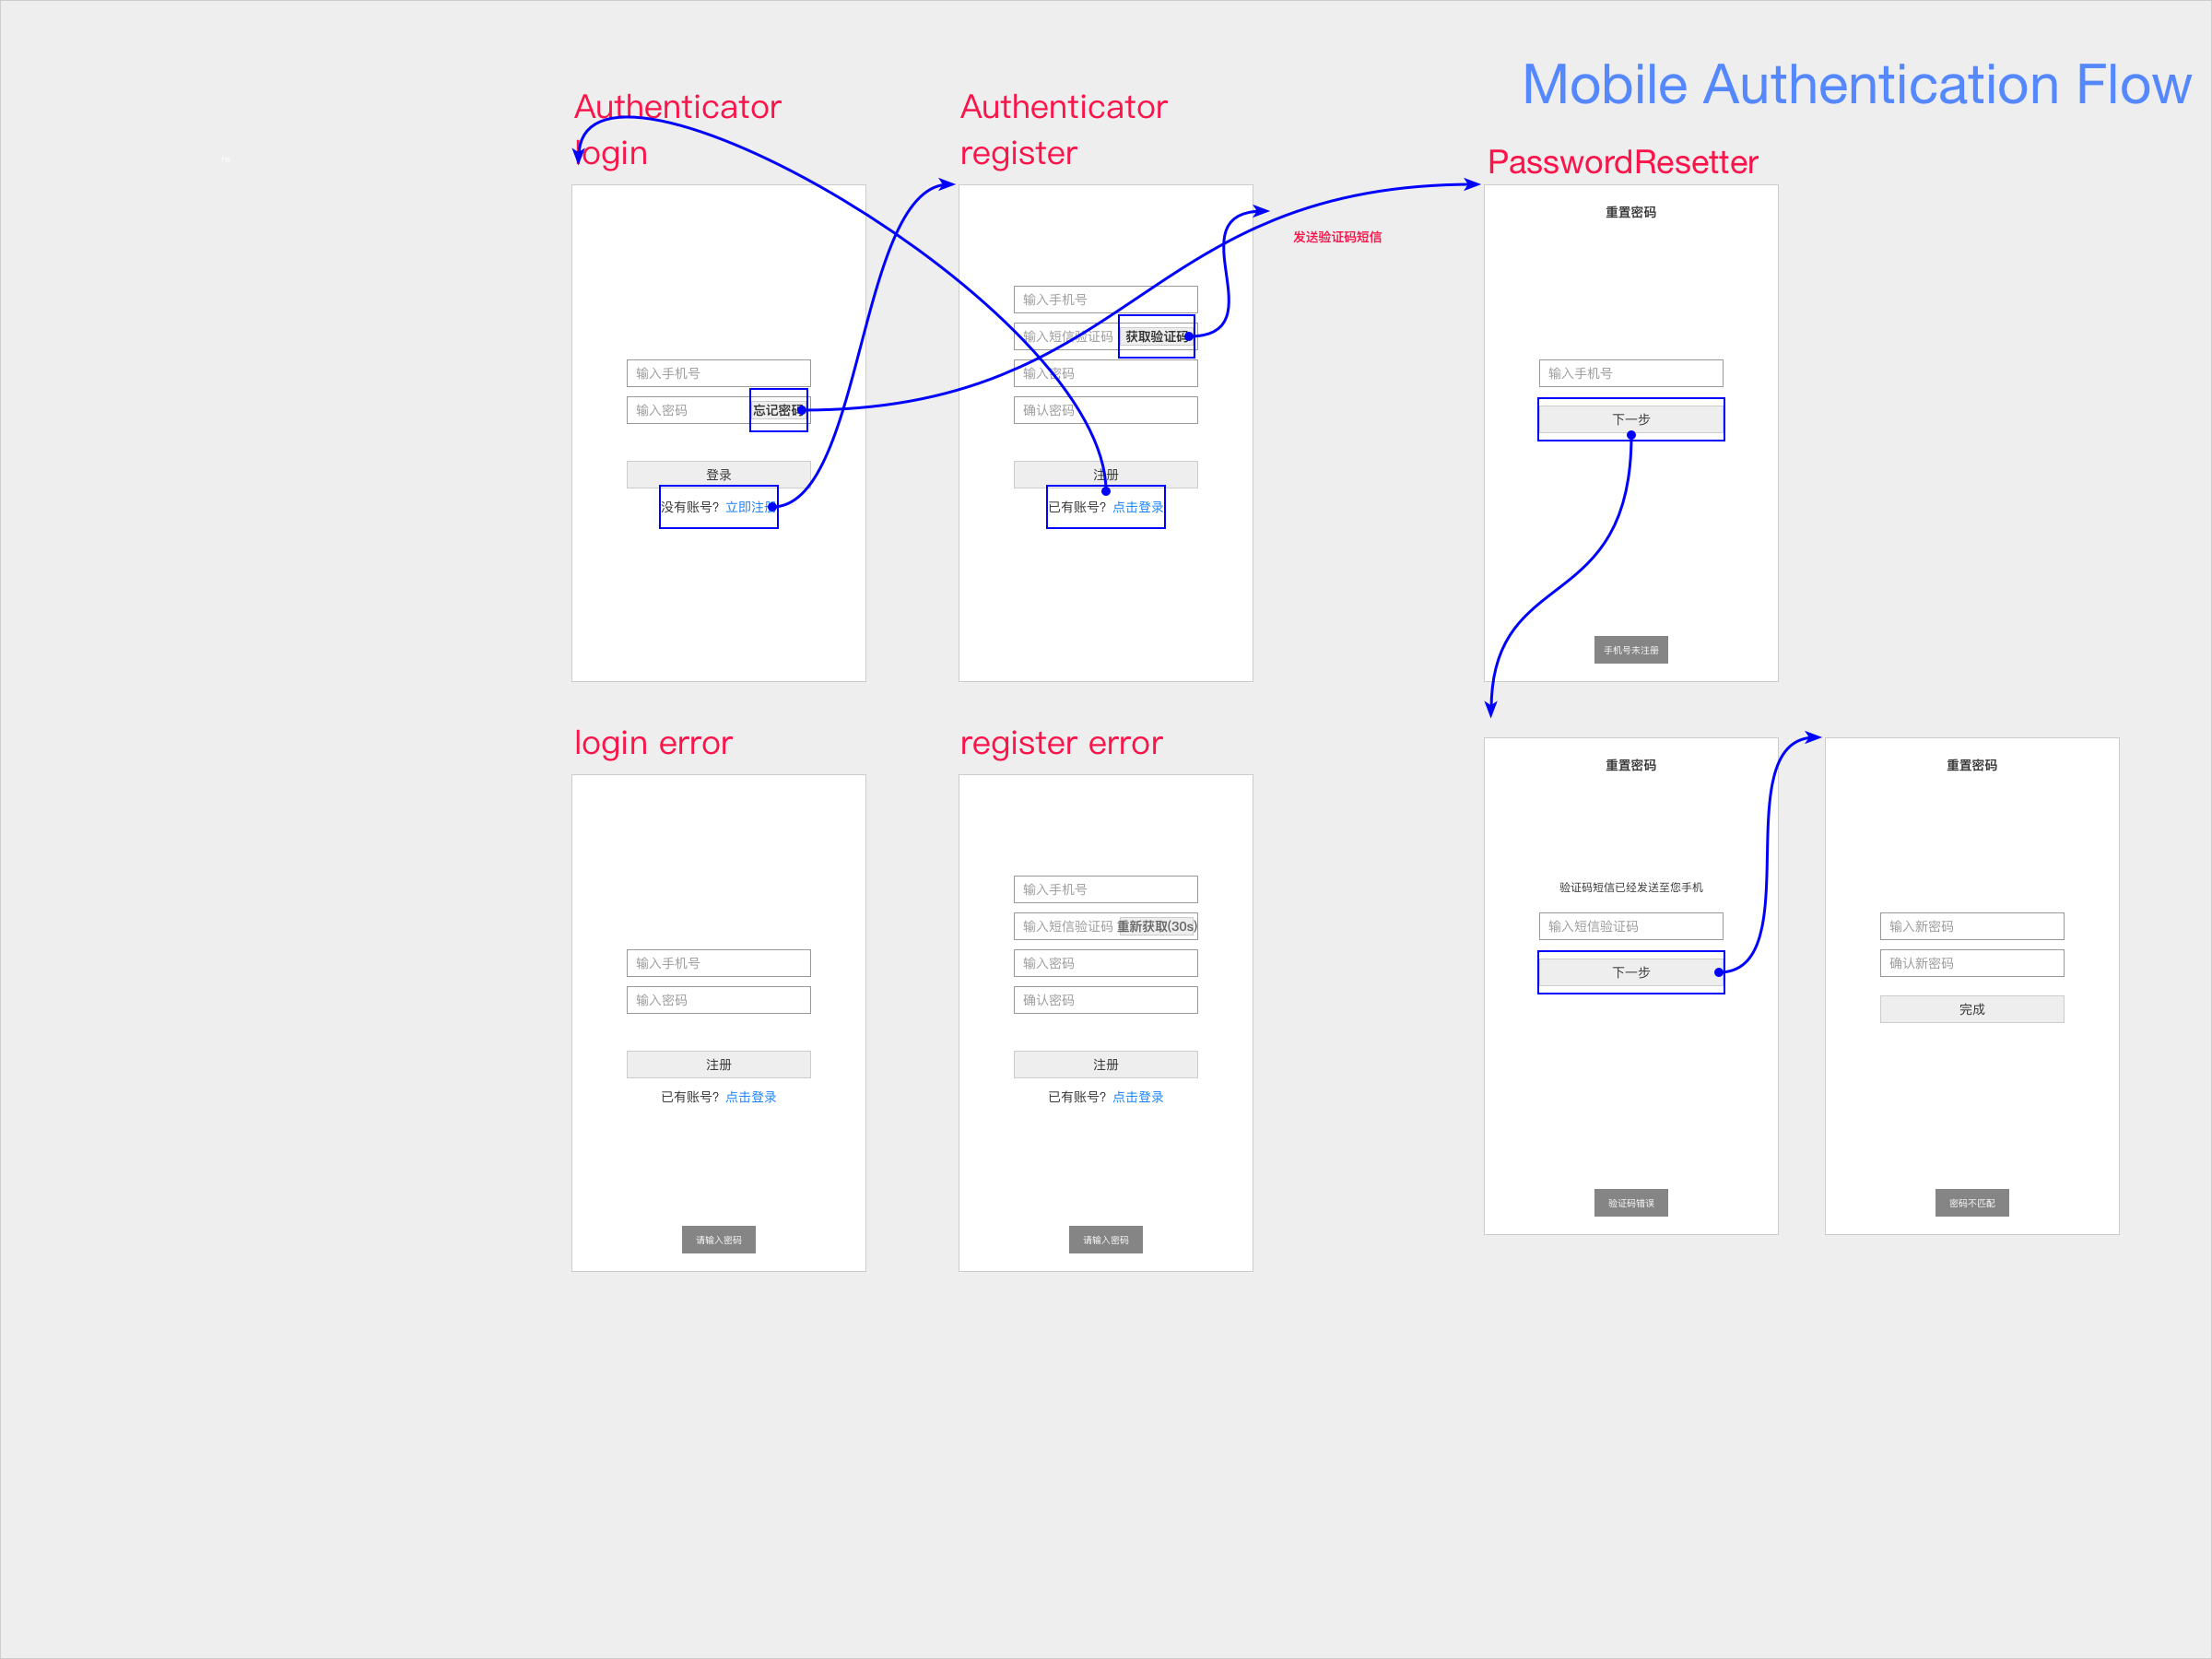 Mobile Authentication Flow
Authenticator
login
输入手机号
输入密码
忘记密码
登录
没有账号? 立即注册
Authenticator
register
输入手机号
输入短信验证码 获取验证码
输入密码
确认密码
注册
已有账号? 点击登录
发送验证码短信
PasswordResetter
重置密码
输入手机号
下一步
手机号未注册
login error
输入手机号
输入密码
注册
已有账号? 点击登录
请输入密码
register error
输入手机号
输入短信验证码 重新获取(30s)
输入密码
确认密码
注册
已有账号? 点击登录
请输入密码
重置密码
验证码短信已经发送至您手机
输入短信验证码
下一步
验证码错误
重置密码
输入新密码
确认新密码
完成
密码不匹配